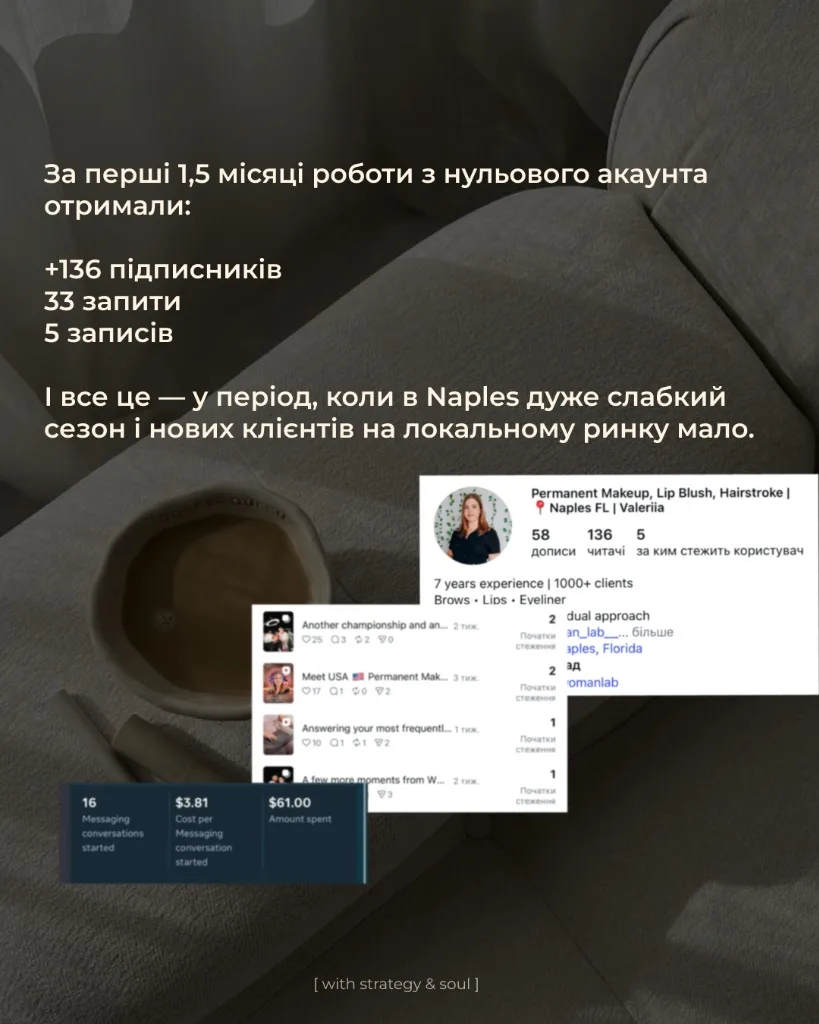 За перші 1,5 місяці роботи з нульового акаунта
отримали:
+136 підписників
33 запити
5 записів
І все це — у період, коли в Naples дуже слабкий
сезон і нових клієнтів на локальному ринку мало.
Permanent Makeup, Lip Blush, Hairstroke |
📍 Naples FL | Valeriia
58 136 5
дописи читачі за ким стежить користувач
7 years experience | 1000+ clients
Brows • Lips • Eyeliner
dual approach
an_lab__... більше
aples, Florida
ад
omanlab
Another championship and an... 2 тиж. 2
25 3 2 0 Початки
стеження
Meet USA 🇺🇸 Permanent Mak... 3 тиж. 2
17 1 0 2 Початки
стеження
Answering your most frequentl... 1 тиж. 1
10 1 1 2 Початки
стеження
A few more moments from W... 2 тиж. 1
3 Початки
стеження
16 $3.81 $61.00
Messaging Cost per Amount spent
conversations Messaging
started conversation
started
[ with strategy & soul ]